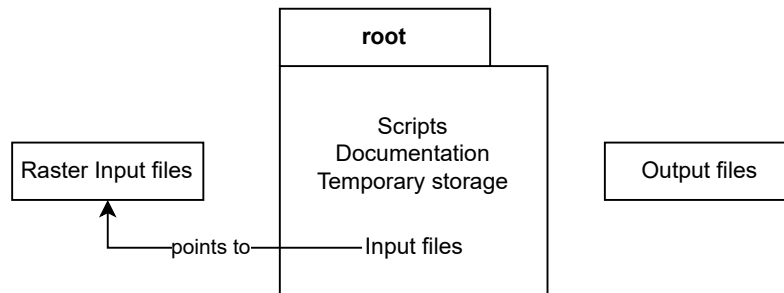 root
Scripts
Documentation
Temporary storage
Raster Input files
Output files
points to
Input files